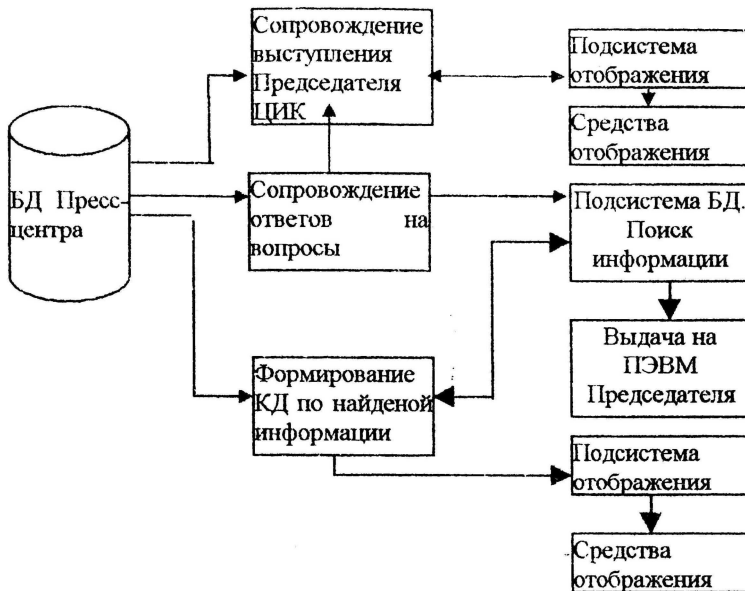 Сопровождение
выступления
Председателя
ЦИК
Подсистема
отображения
Средства
отображения
БД Пресс-
центра
Сопровождение
ответов на
вопросы
Подсистема БД.
Поиск
информации
Выдача на
ПЭВМ
Председателя
Формирование
КД по найденой
информации
Подсистема
отображения
Средства
отображения